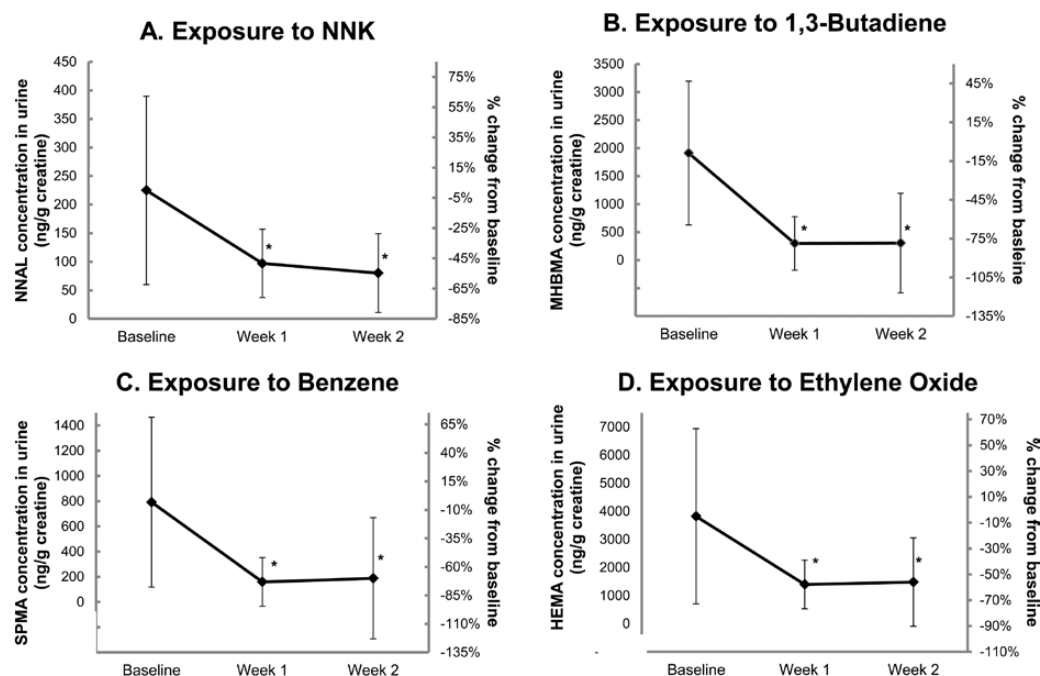 A. Exposure to NNK
NNAL concentration in urine
(ng/g creatine)
450
400
350
300
250
200
150
100
50
0
*
*
75%
55%
35%
15%
-5%
-25%
-45%
-65%
-85%
% change from baseline
Baseline
Week 1
Week 2
B. Exposure to 1,3-Butadiene
MHBMA concentration in urine
(ng/g creatine)
3500
3000
2500
2000
1500
1000
500
0
*
*
45%
15%
-15%
-45%
-75%
-105%
-135%
% change from basleine
Baseline
Week 1
Week 2
C. Exposure to Benzene
SPMA concentration in urine
(ng/g creatine)
1400
1200
1000
800
600
400
200
0
*
*
65%
40%
15%
-10%
-35%
-60%
-85%
-110%
-135%
% change from baseline
Baseline
Week 1
Week 2
D. Exposure to Ethylene Oxide
HEMA concentration in urine
(ng/g creatine)
7000
6000
5000
4000
3000
2000
1000
0
-
*
*
70%
50%
30%
10%
-10%
-30%
-50%
-70%
-90%
-110%
% change from baseline
Baseline
Week 1
Week 2